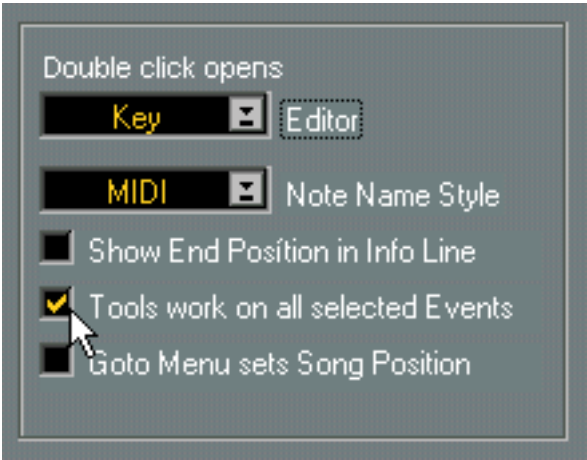 Double click opens
Key Editor
MIDI Note Name Style
Show End Position in Info Line
Tools work on all selected Events
Goto Menu sets Song Position